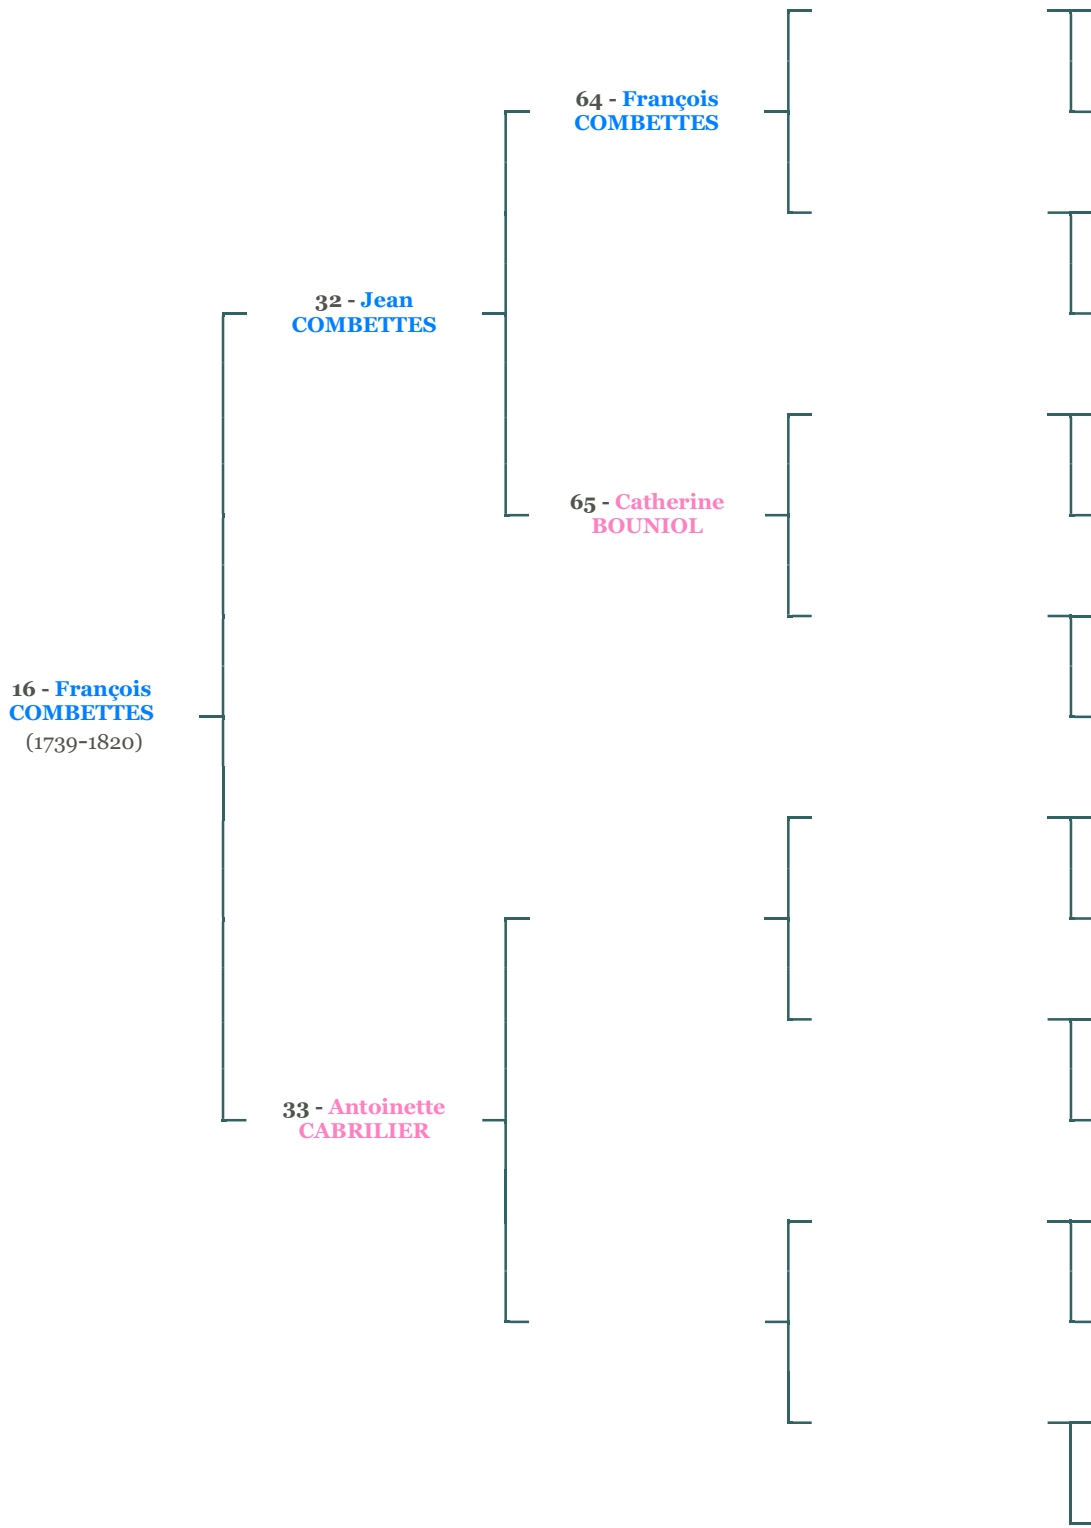 64 - François
COMBETTES
32 - Jean
COMBETTES
65 - Catherine
BOUNIOL
16 - François
COMBETTES
(1739-1820)
33 - Antoinette
CABRILIER